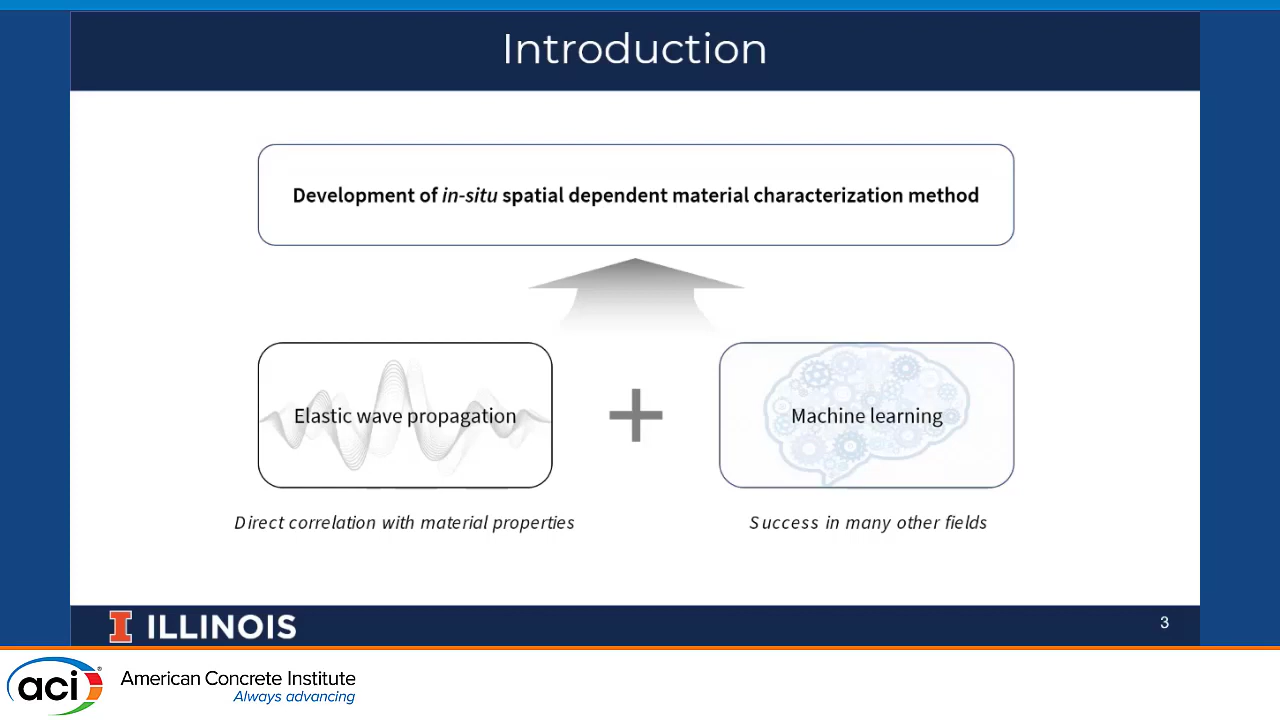 Introduction
Development of in-situ spatial dependent material characterization method
Elastic wave propagation
+
Machine learning
Direct correlation with material properties
Success in many other fields
I ILLINOIS
3
aci®
American Concrete Institute
Always advancing